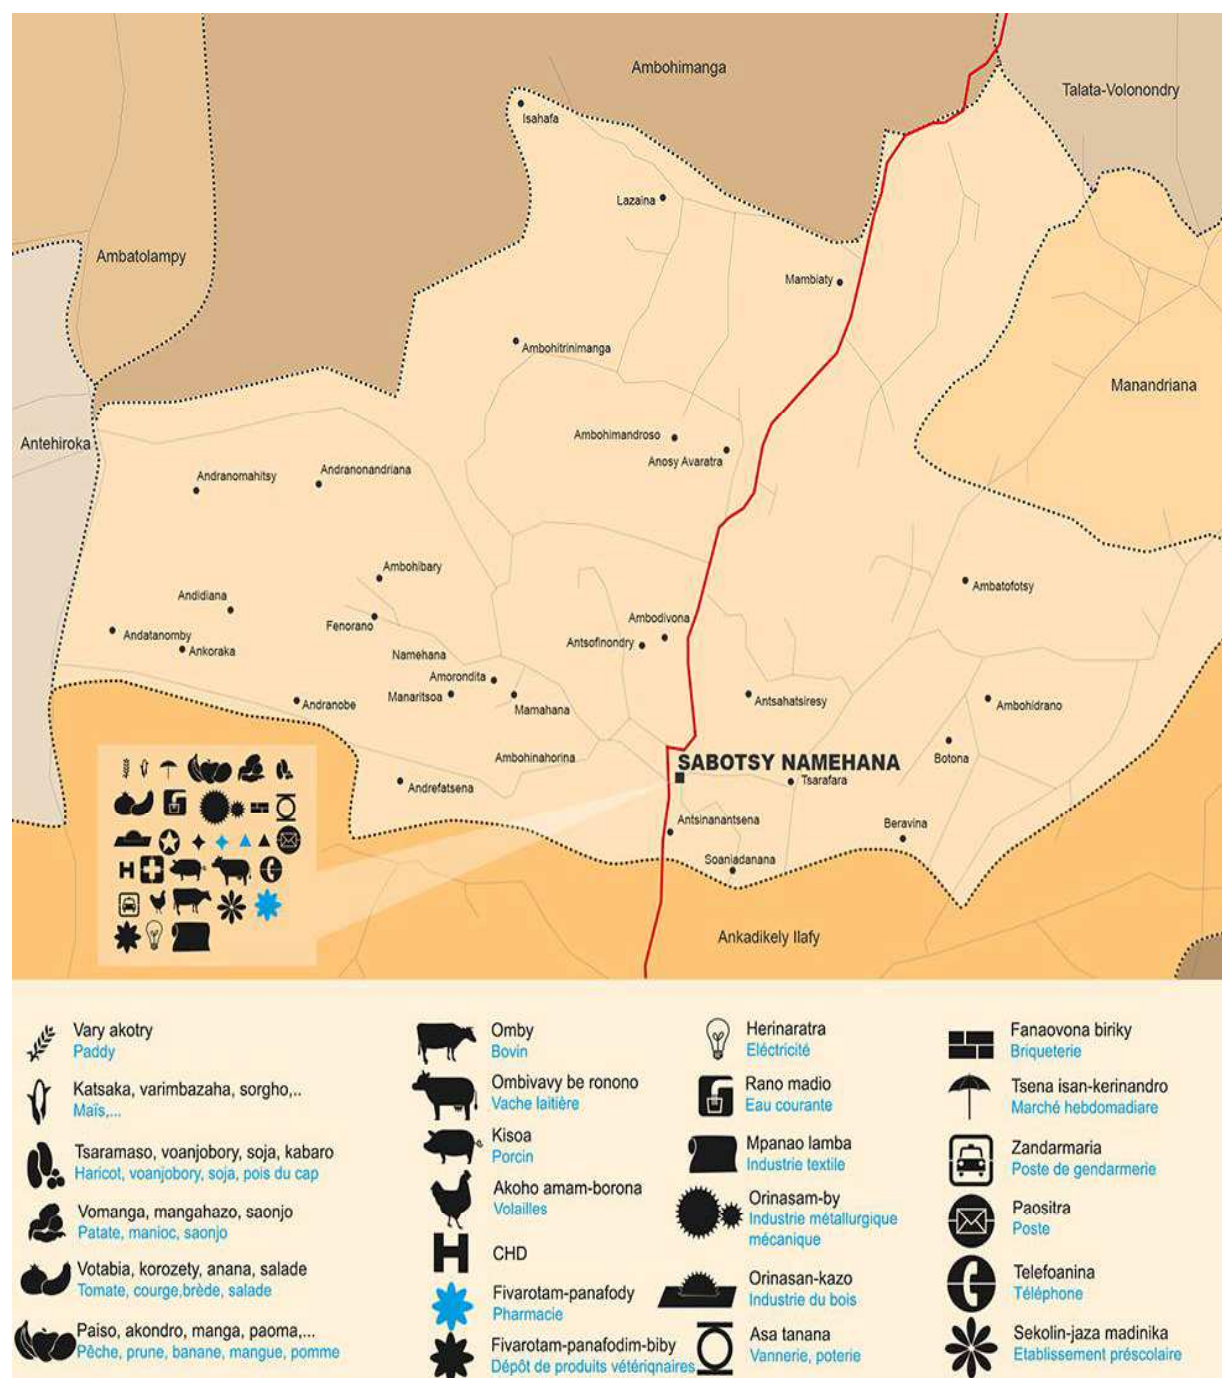 Ambohimanga
Talata-Volonondry
Isahafa
Lazaina
Ambatolampy
Mambiaty
Ambohitrinimanga
Manandriana
Antehiroka
Ambohimandroso
Anosy Avaratra
Andranomahitsy
Andranonandriana
Ambohibary
Ambatofotsy
Andidiana
Fenorano
Ambodivona
Andatanomby
Antsofinondry
Ankoraka
Namehana
Amorondita
Manaritsoa
Mamahana
Andranobe
Antsahatsiresy
Ambohidrano
Ambohinahorina
SABOTSY NAMEHANA
Botona
Tsarafara
Andrefatsena
Antsinanantsena
Beravina
Soaniadanana
Ankadikely Ilafy
H
Vary akotry
Paddy
Katsaka, varimbazaha, sorgho,..
Maïs,...
Tsaramaso, voanjobory, soja, kabaro
Haricot, voanjobory, soja, pois du cap
Vomanga, mangahazo, saonjo
Patate, manioc, saonjo
Votabia, korozety, anana, salade
Tomate, courge,brède, salade
Paiso, akondro, manga, paoma,...
Pêche, prune, banane, mangue, pomme
Omby
Bovin
Ombivavy be ronono
Vache laitière
Kisoa
Porcin
Akoho amam-borona
Volailles
H
CHD
Fivarotam-panafody
Pharmacie
Fivarotam-panafodim-biby
Dépôt de produits vétériqnaires
Herinaratra
Eléctricité
Rano madio
Eau courante
Mpanao lamba
Industrie textile
Orinasam-by
Industrie métallurgique
mécanique
Orinasan-kazo
Industrie du bois
Asa tanana
Vannerie, poterie
Fanaovona biriky
Briqueterie
Tsena isan-kerinandro
Marché hebdomadiare
Zandarmaria
Poste de gendarmerie
Paositra
Poste
Telefoanina
Téléphone
Sekolin-jaza madinika
Etablissement préscolaire